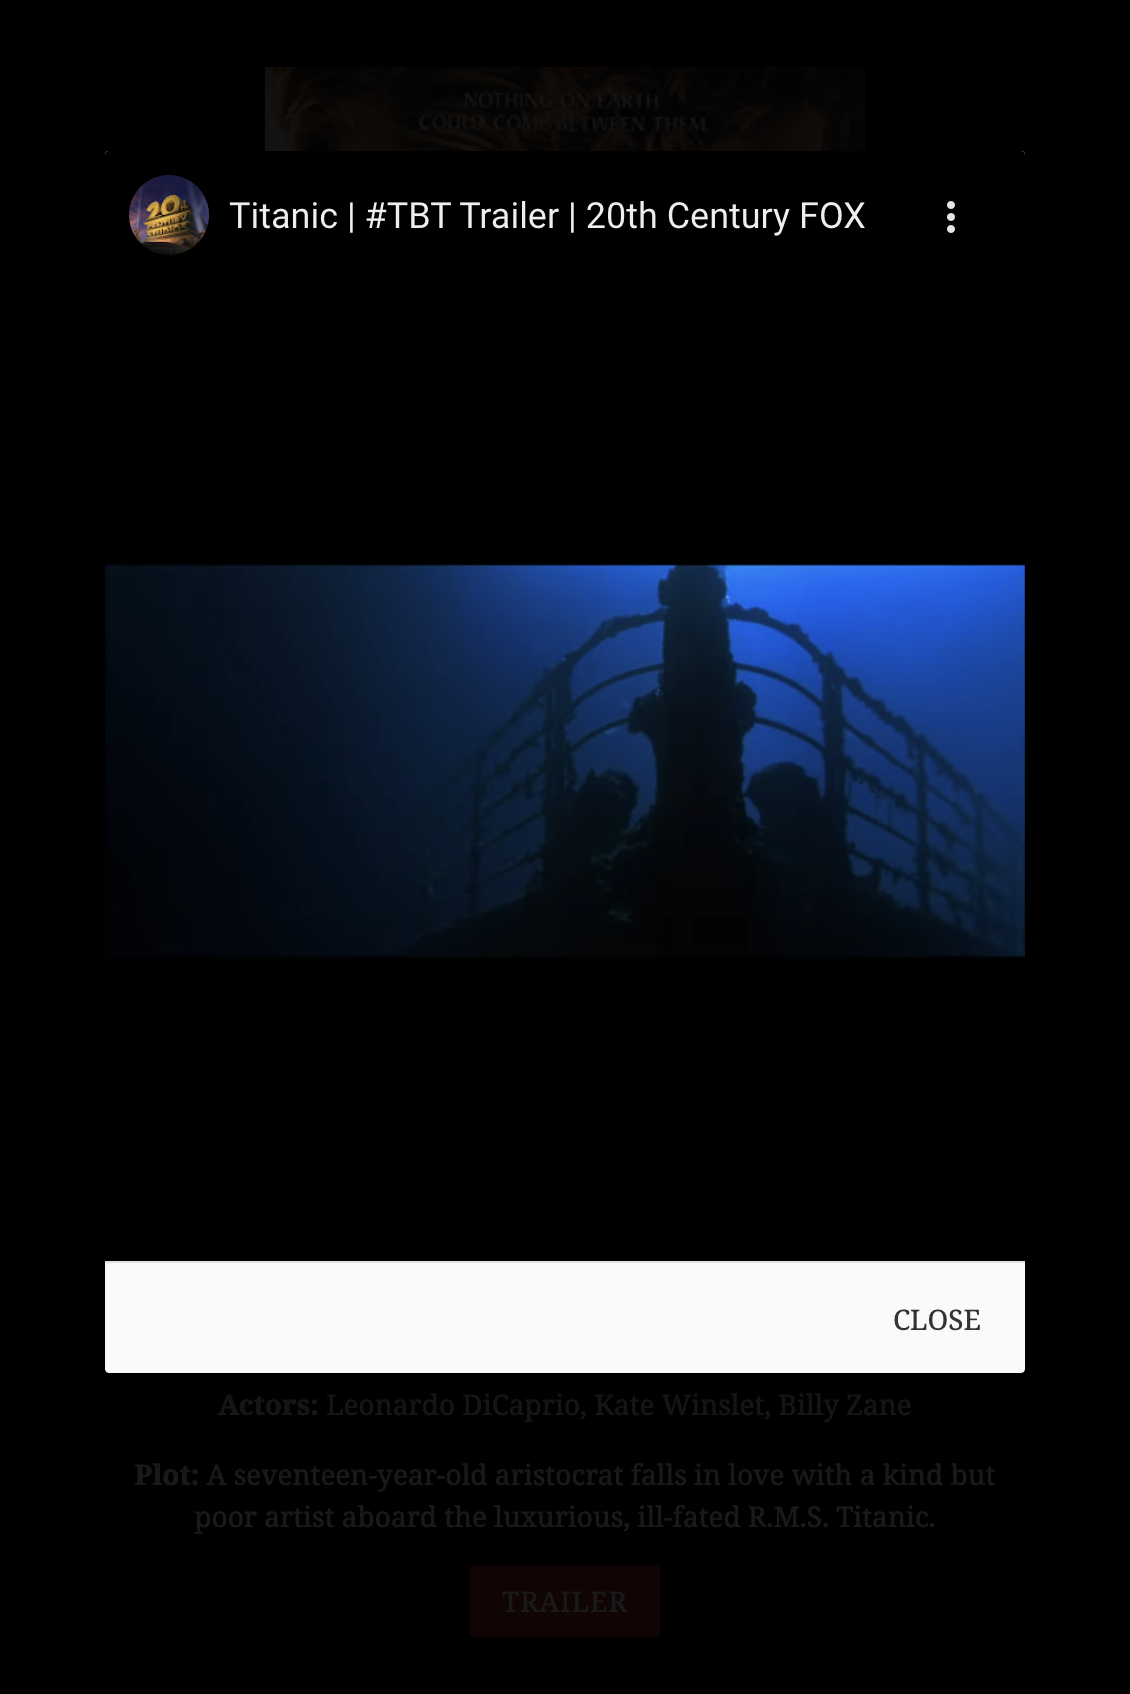 NOTHING ON EARTH
COULD COME BETWEEN THEM.
Titanic | #TBT Trailer | 20th Century FOX
20th
CENTURY
CLOSE
Actors: Leonardo DiCaprio, Kate Winslet, Billy Zane
Plot: A seventeen-year-old aristocrat falls in love with a kind but
poor artist aboard the luxurious, ill-fated R.M.S. Titanic.
TRAILER